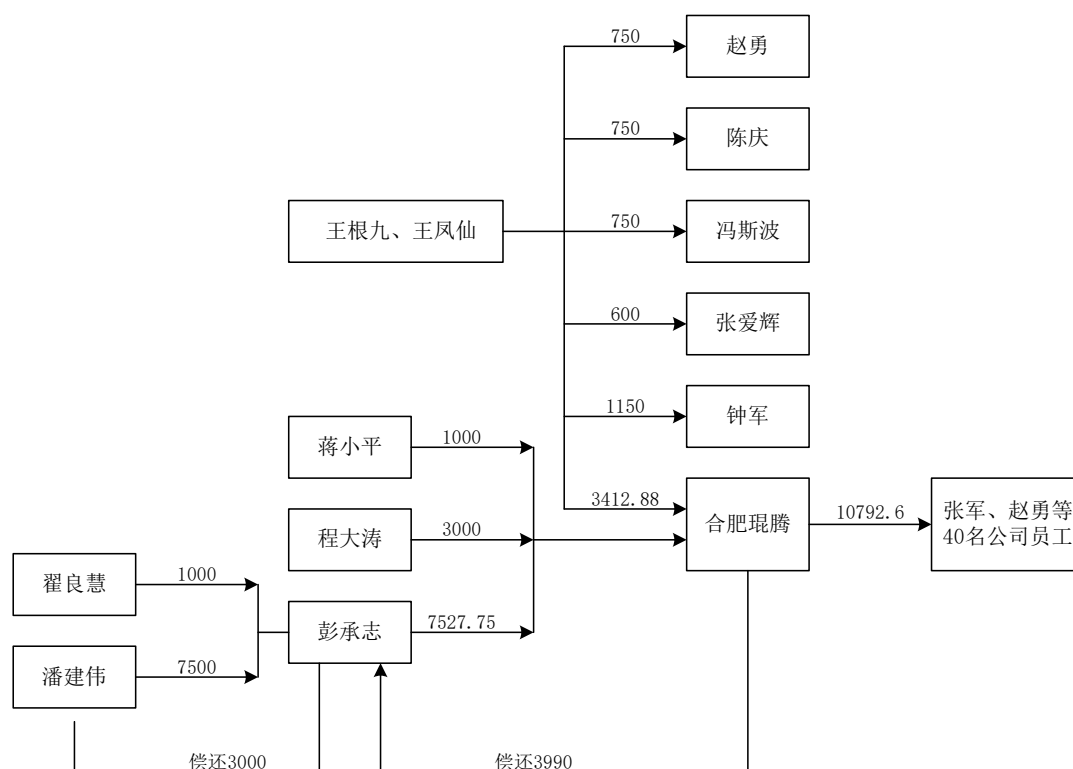 750
赵勇
750
陈庆
王根九、王凤仙
750
冯斯波
600
张爱辉
1150
钟军
蒋小平
1000
3412.88
合肥琨腾
10792.6
张军、赵勇等
40名公司员工
程大涛
3000
翟良慧
1000
彭承志
7527.75
潘建伟
7500
偿还3000
偿还3990